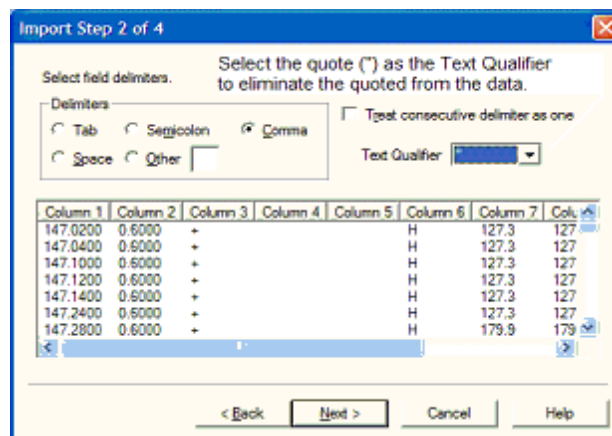 Import Step 2 of 4
Select the quote (") as the Text Qualifier
to eliminate the quoted from the data.
Select field delimiters.
Delimiters
Tab Semicolon Comma
Space Other
Treat consecutive delimiter as one
Text Qualifier
Column 1 Column 2 Column 3 Column 4 Column 5 Column 6 Column 7
147.0200 0.6000 + H 127.3 127
147.0400 0.6000 + H 127.3 127
147.1000 0.6000 + H 127.3 127
147.1200 0.6000 + H 127.3 127
147.1400 0.6000 + H 127.3 127
147.2400 0.6000 + H 127.3 127
147.2800 0.6000 + H 179.9 179
< Back Next > Cancel Help